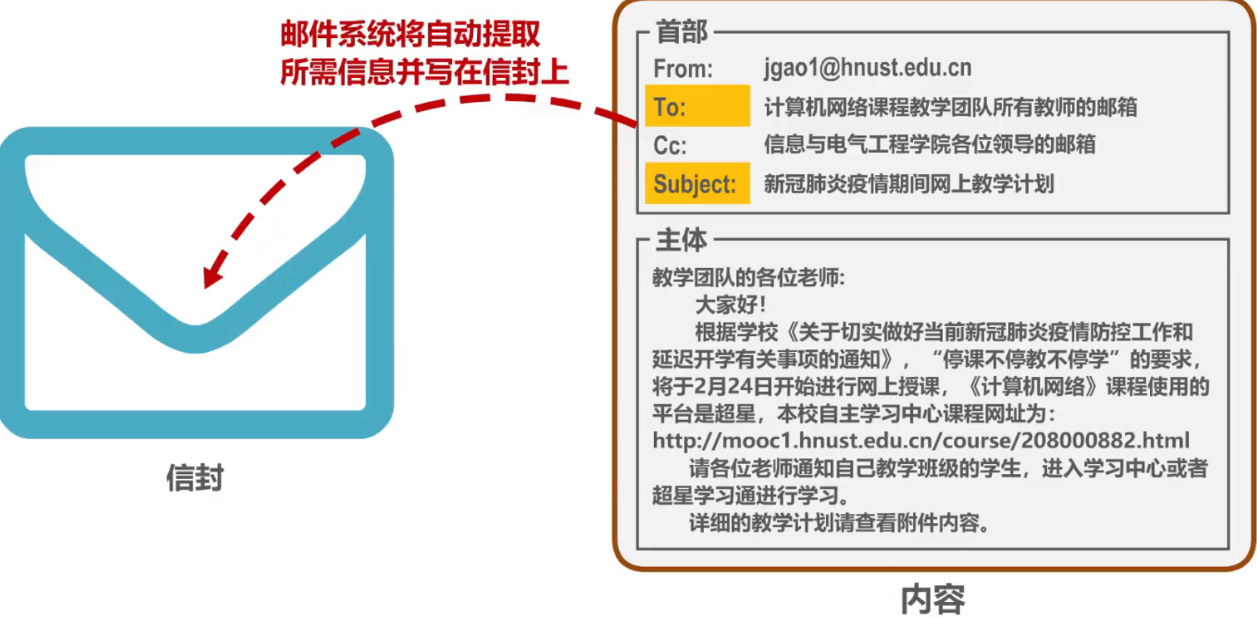 邮件系统将自动提取
所需信息并写在信封上
信封
首部
From: jgao1@hnust.edu.cn
To: 计算机网络课程教学团队所有教师的邮箱
Cc: 信息与电气工程学院各位领导的邮箱
Subject: 新冠肺炎疫情期间网上教学计划
主体
教学团队的各位老师:
大家好!
根据学校《关于切实做好当前新冠肺炎疫情防控工作和
延迟开学有关事项的通知》,“停课不停教不停学”的要求,
将于2月24日开始进行网上授课,《计算机网络》课程使用的
平台是超星,本校自主学习中心课程网址为:
http://mooc1.hnust.edu.cn/course/208000882.html
请各位老师通知自己教学班级的学生,进入学习中心或者
超星学习通进行学习。
详细的教学计划请查看附件内容。
内容